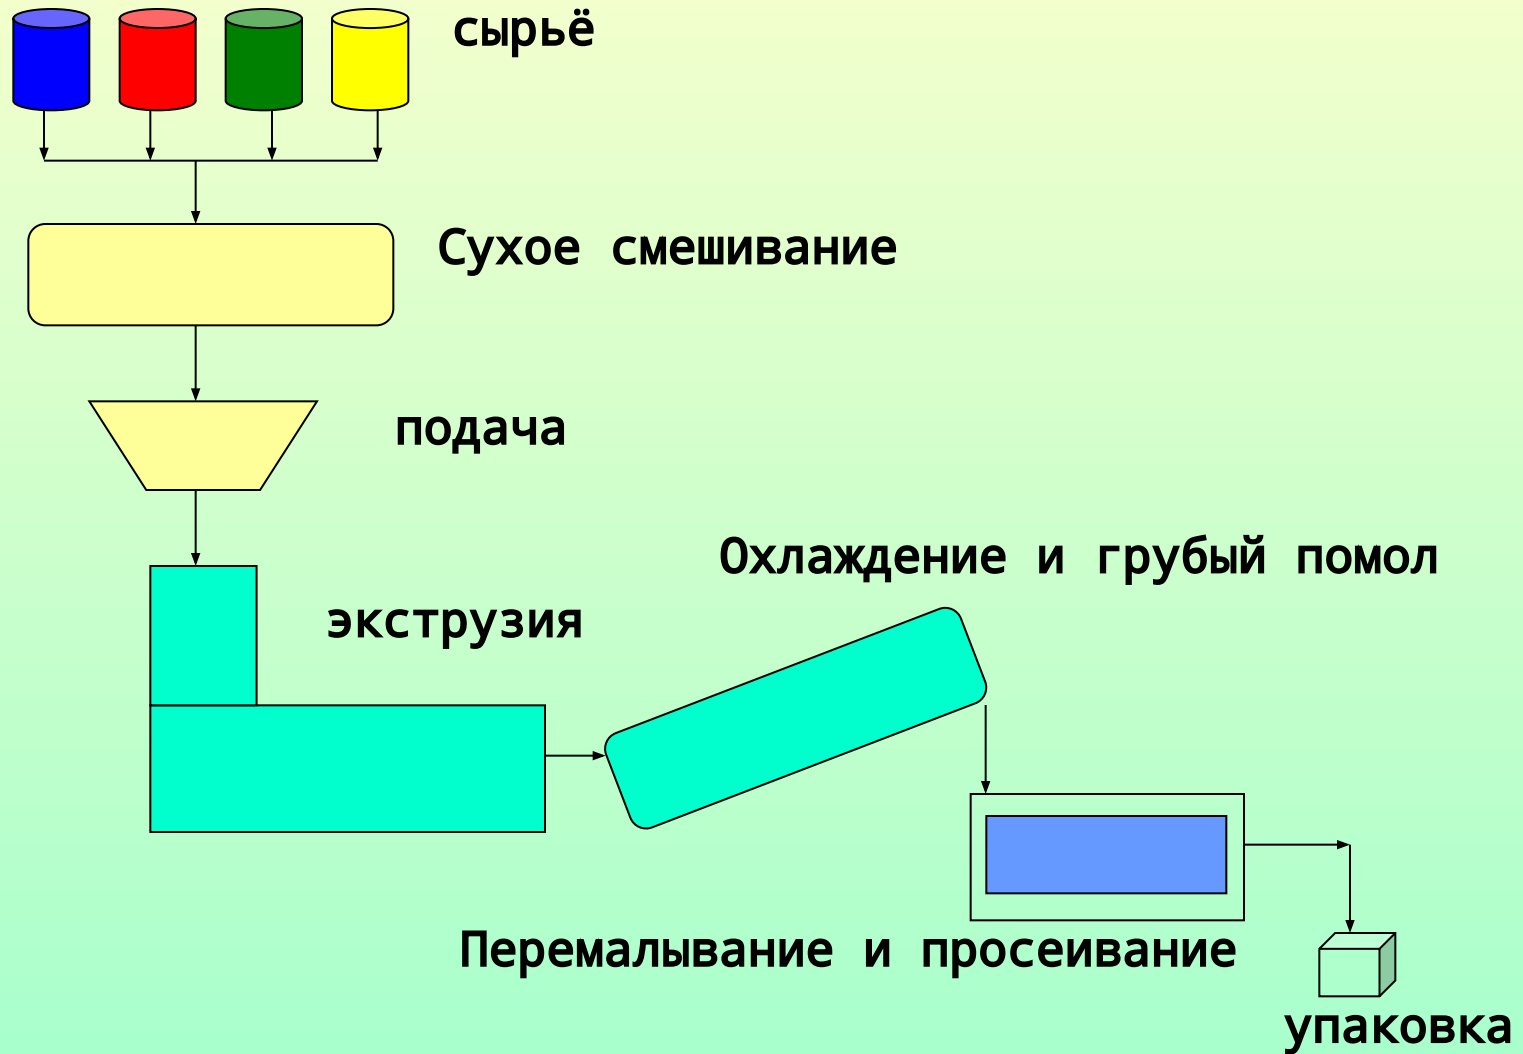 сырьё
Сухое смешивание
подача
Охлаждение и грубый помол
экструзия
Перемалывание и просеивание
упаковка